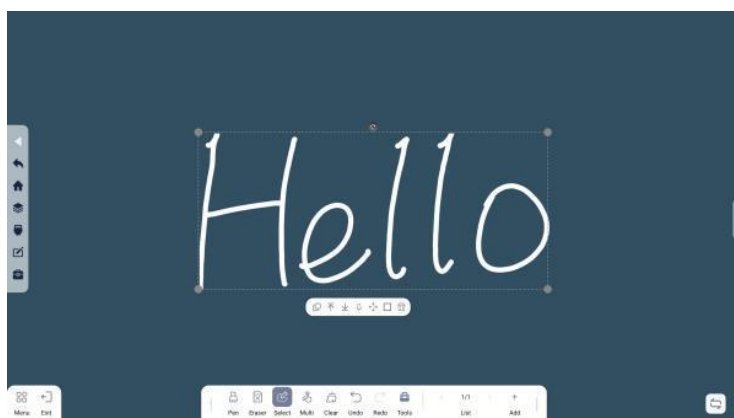 Hello
Menu Exit Pen Eraser Select Multi Clear Undo Redo Tools 1/1 List Add